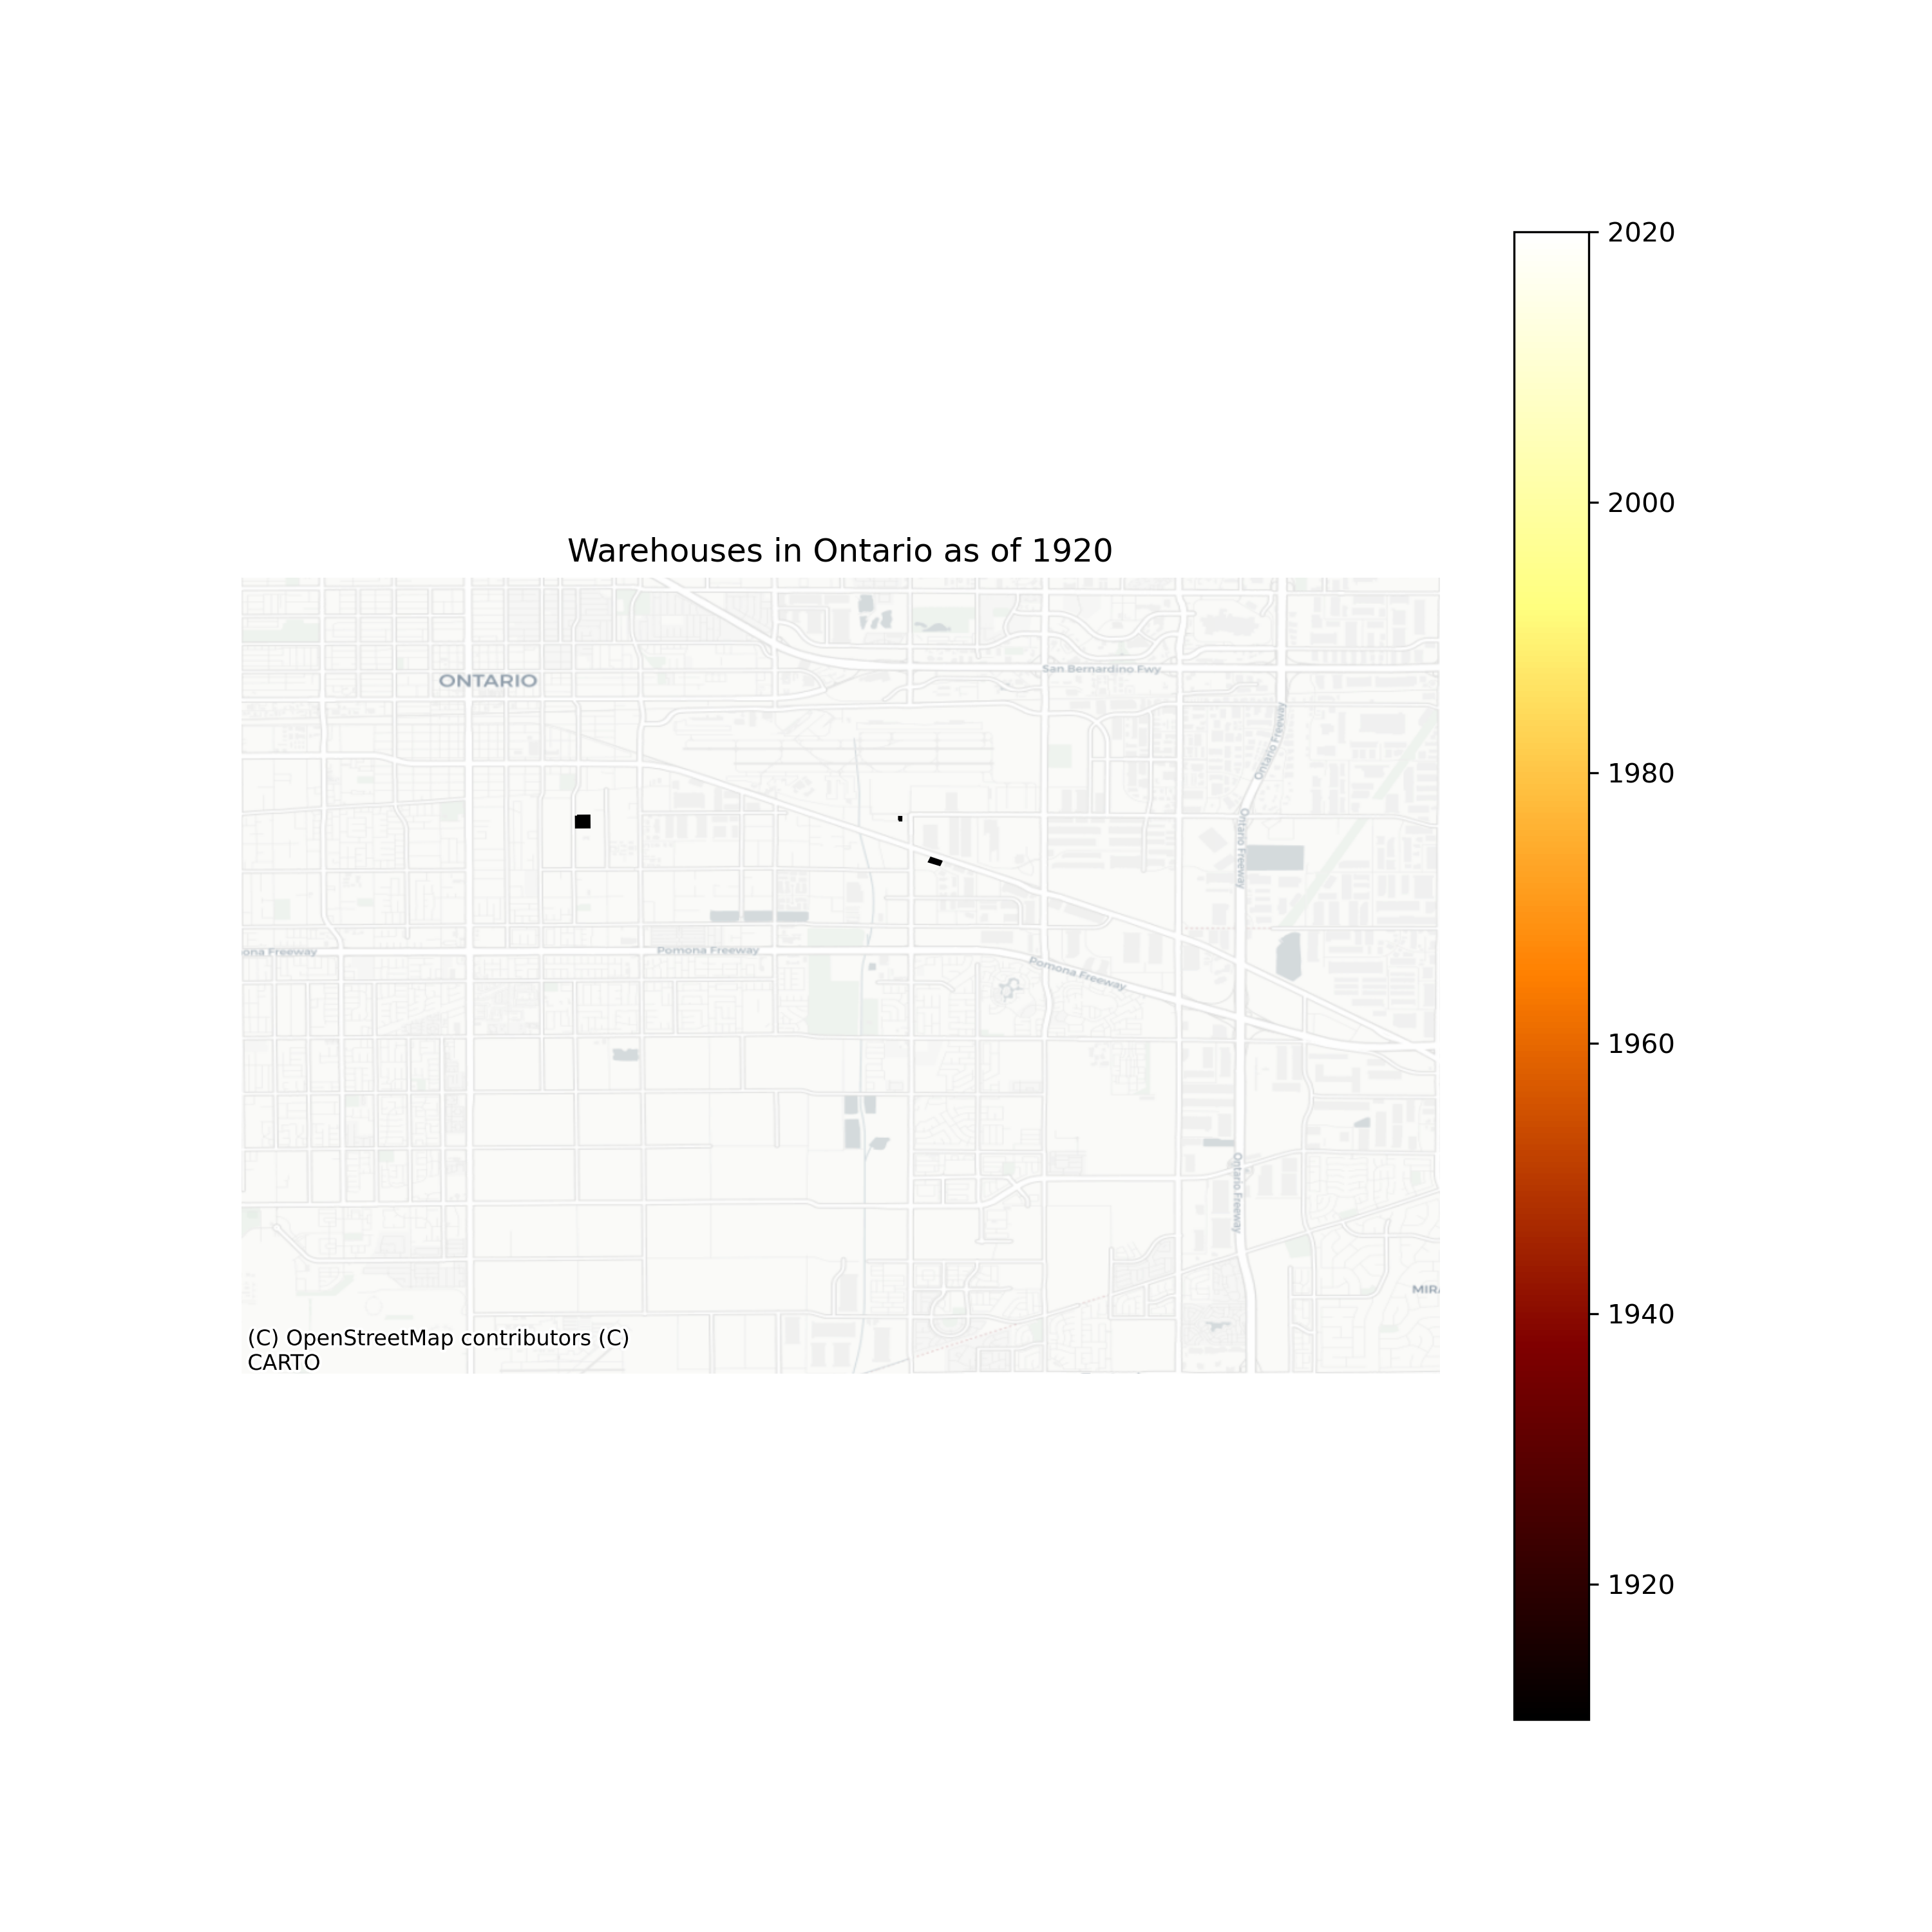 2020
2000
Warehouses in Ontario as of 1920
San Bernardino Fwy
ONTARIO
Ontario Freeway
1980
Ontario Freeway
ona Freeway
Pomona Freeway
Pomona Freeway
1960
Ontario Freeway
MIRA
1940
(C) OpenStreetMap contributors (C)
CARTO
1920